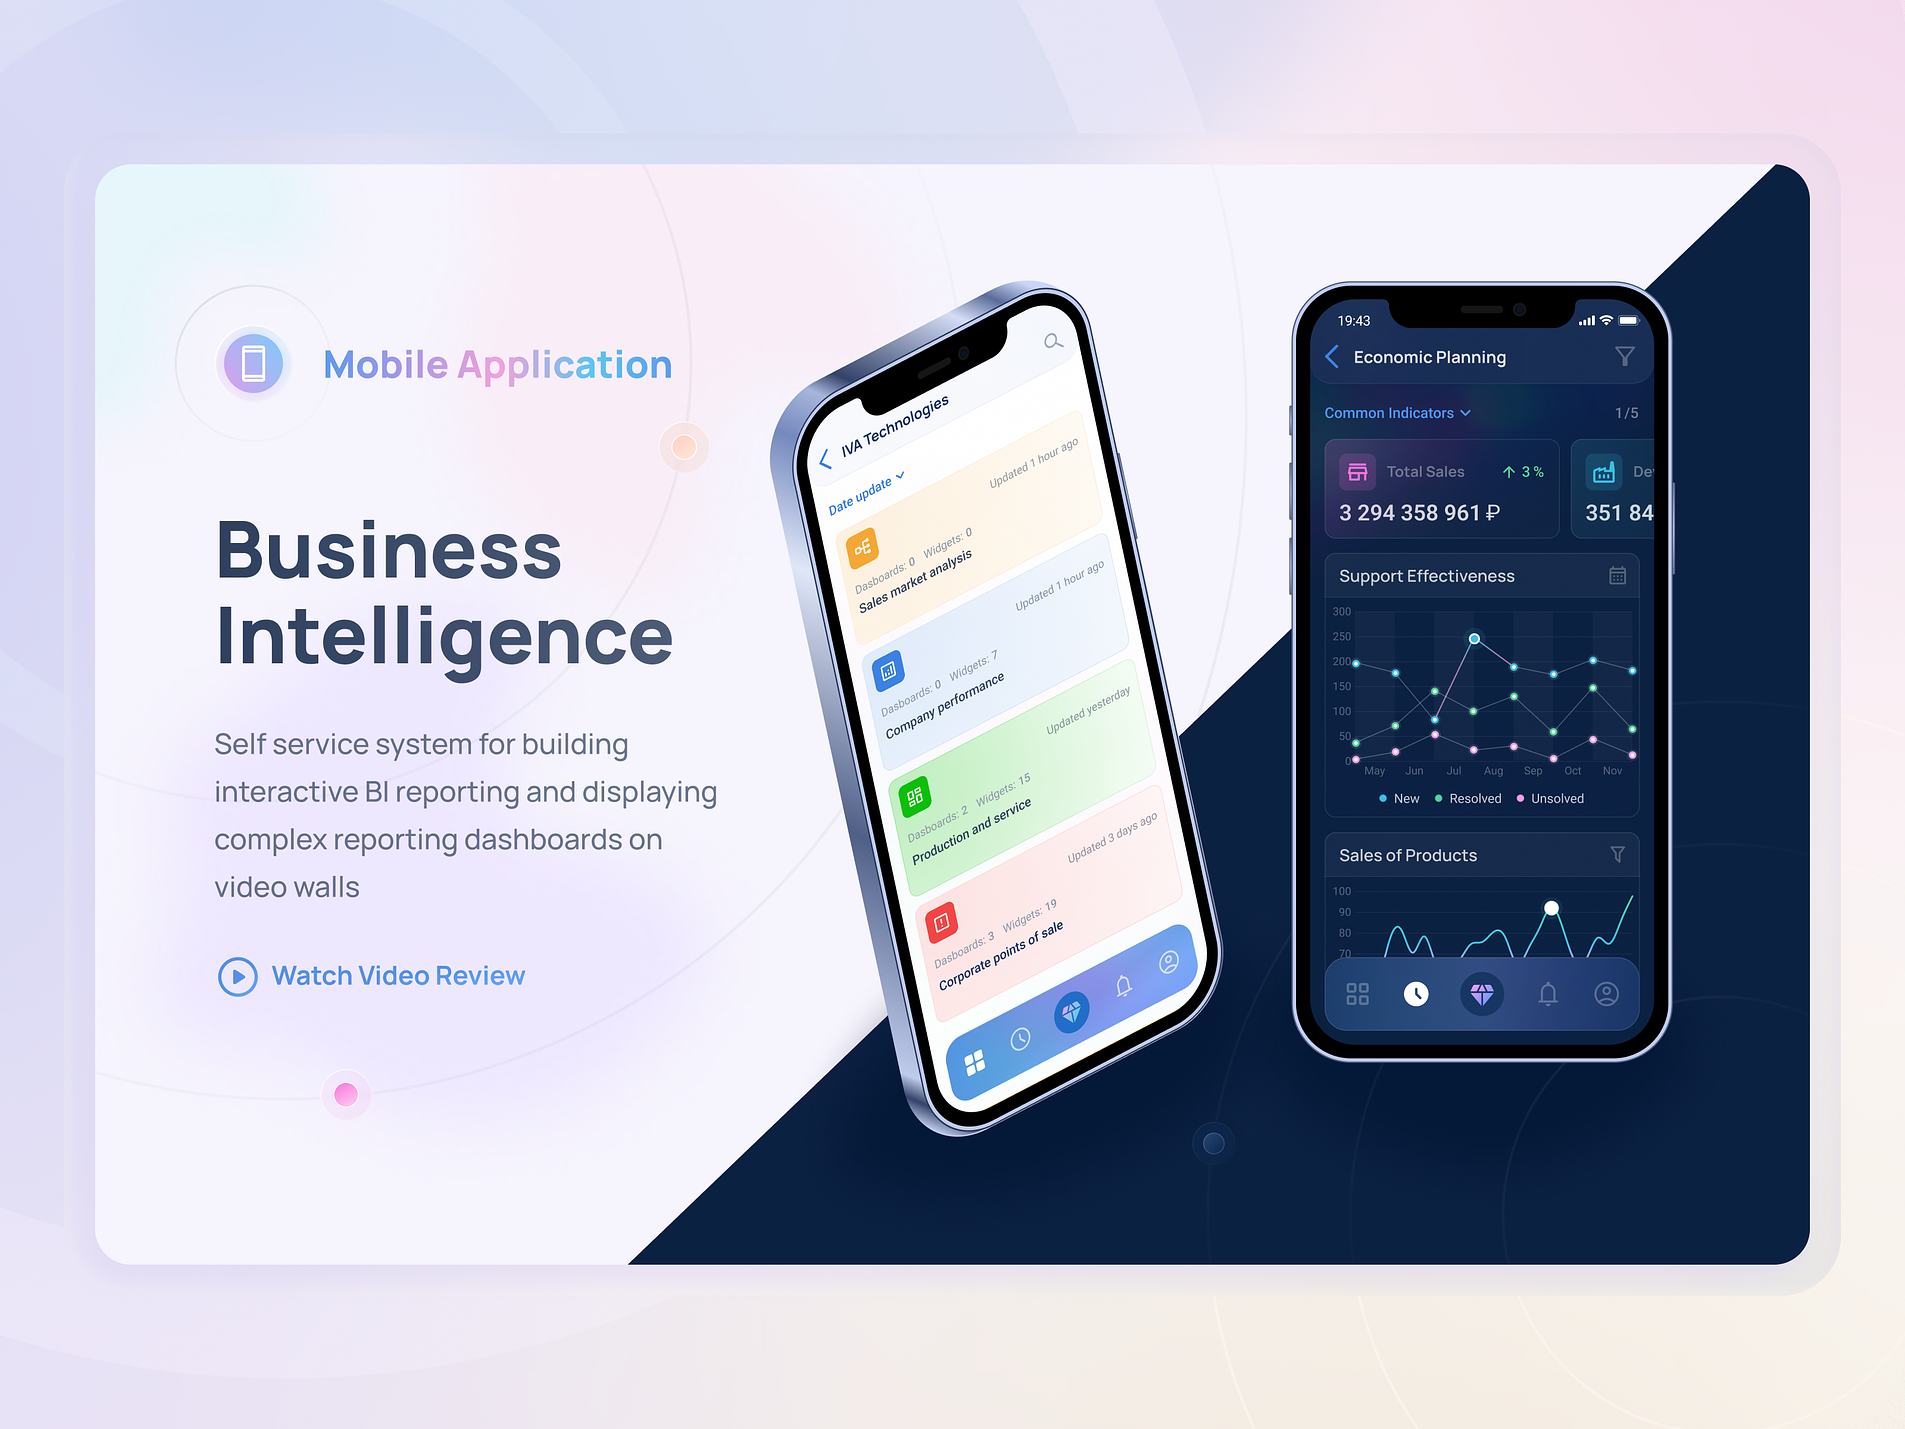 Mobile Application
Business
Intelligence
Self service system for building
interactive BI reporting and displaying
complex reporting dashboards on
video walls
Watch Video Review
IVA Technologies
Date update
Updated 1 hour ago
Dasboards: 0 Widgets: 0
Sales market analysis
Updated 1 hour ago
Dasboards: 0 Widgets: 7
Company performance
Updated yesterday
Dasboards: 2 Widgets: 15
Production and service
Updated 3 days ago
Dasboards: 3 Widgets: 19
Corporate points of sale
19:43
Economic Planning
Common Indicators 1/5
Total Sales 3 %
3 294 358 961 ₽
De
351 84
Support Effectiveness
300
250
200
150
100
50
0
May Jun Jul Aug Sep Oct Nov
New Resolved Unsolved
Sales of Products
100
90
80
70